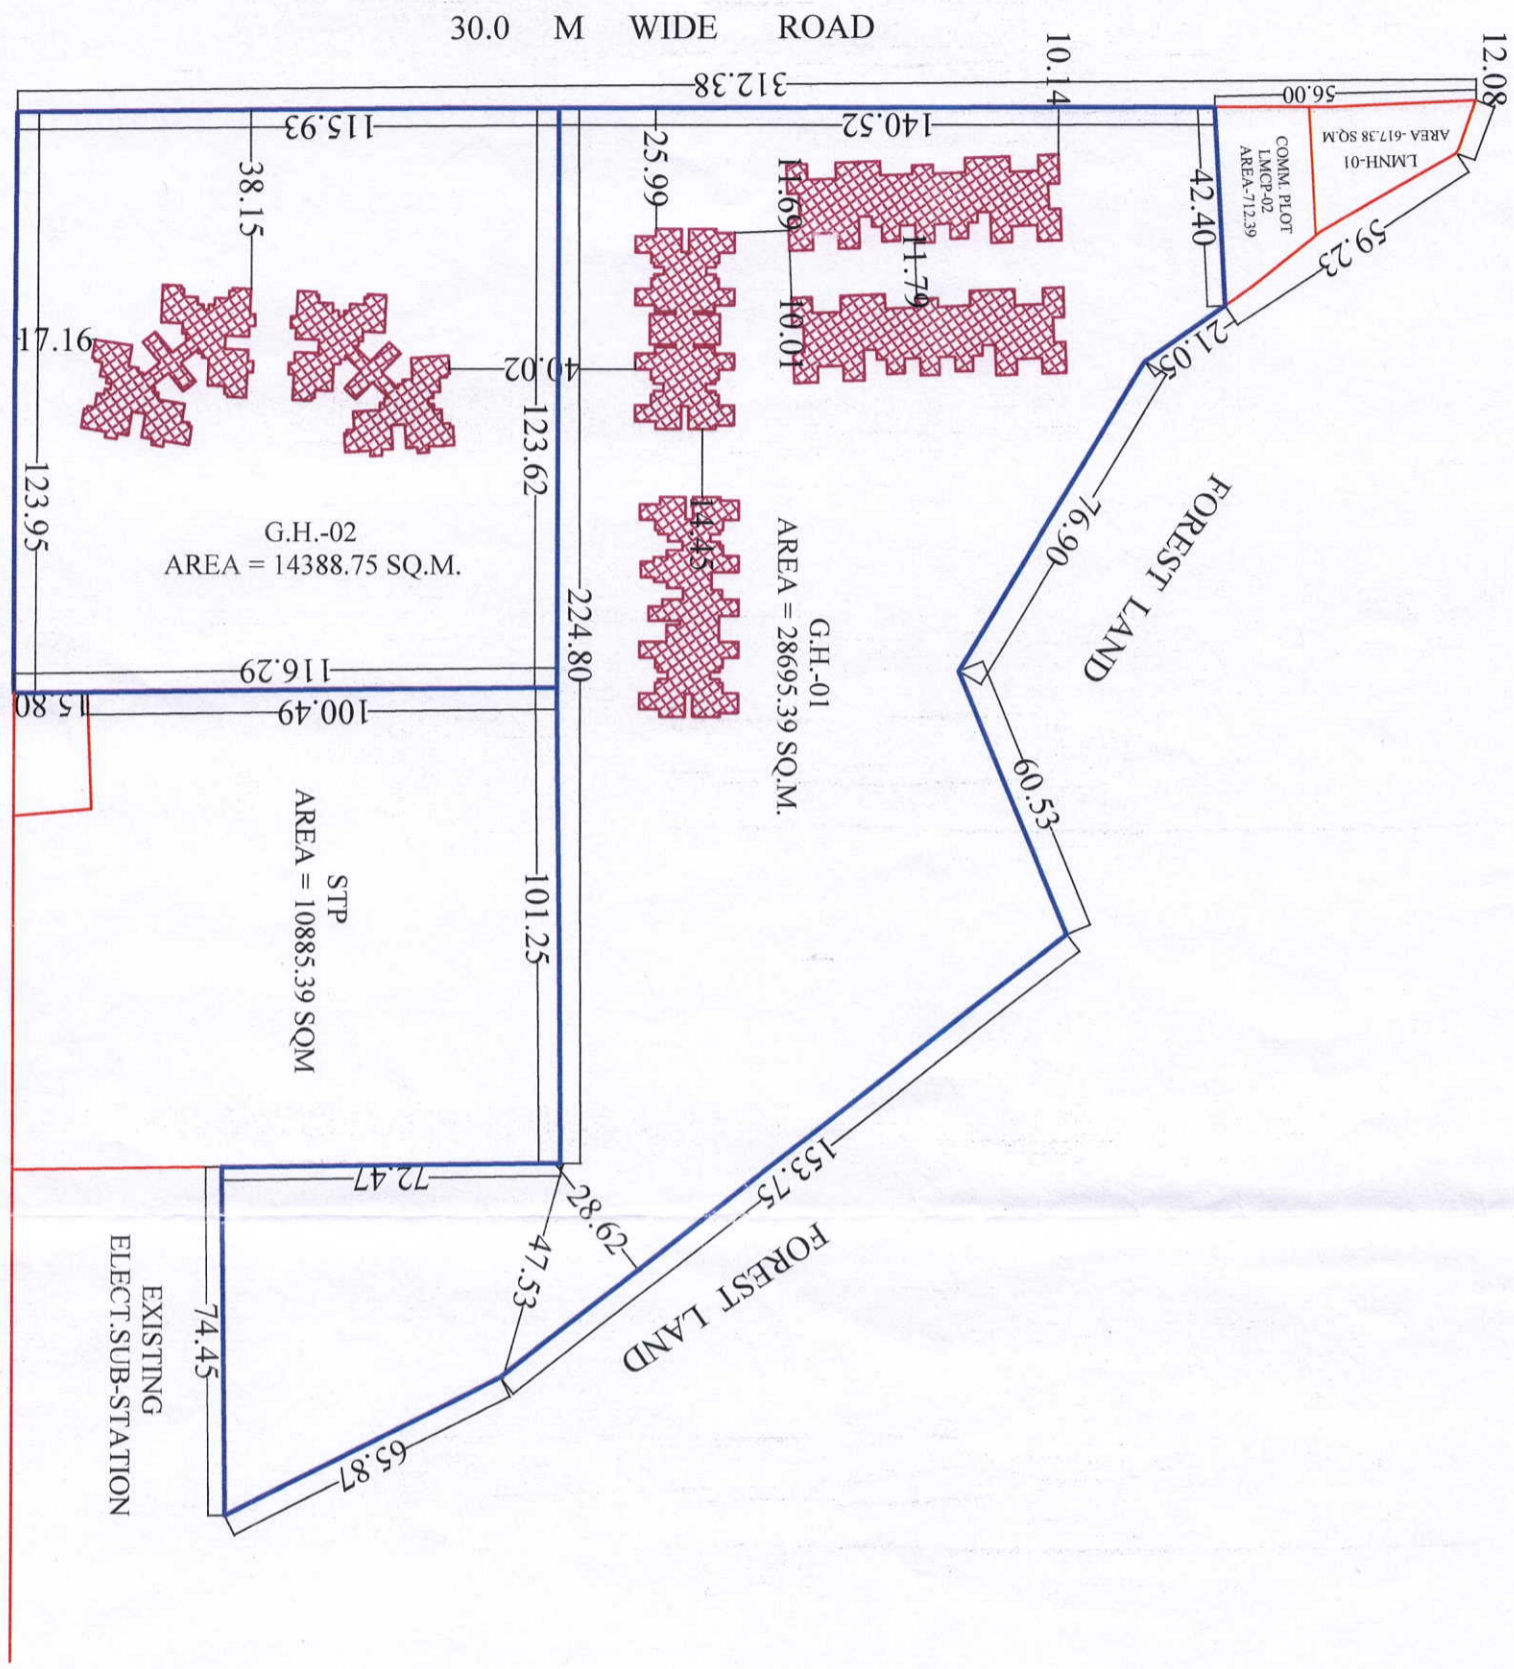 30.0 M WIDE ROAD
12.08
312.38
10.14
56.00
115.93
140.52
LMNH-01
AREA -617.38 SQ.M
COMM. PLOT
LMCP-02
AREA-712.39
38.15
25.99
11.69
42.40
59.23
11.79
10.01
21.05
17.16
40.02
123.62
76.90
FOREST LAND
123.95
14.45
G.H.-02
AREA = 14388.75 SQ.M.
G.H.-01
AREA = 28695.39 SQ.M.
224.80
116.29
15.80
100.49
60.53
STP
AREA = 10885.39 SQM
101.25
72.47
28.62
47.53
153.75
FOREST LAND
74.45
65.87
EXISTING
ELECT.SUB-STATION